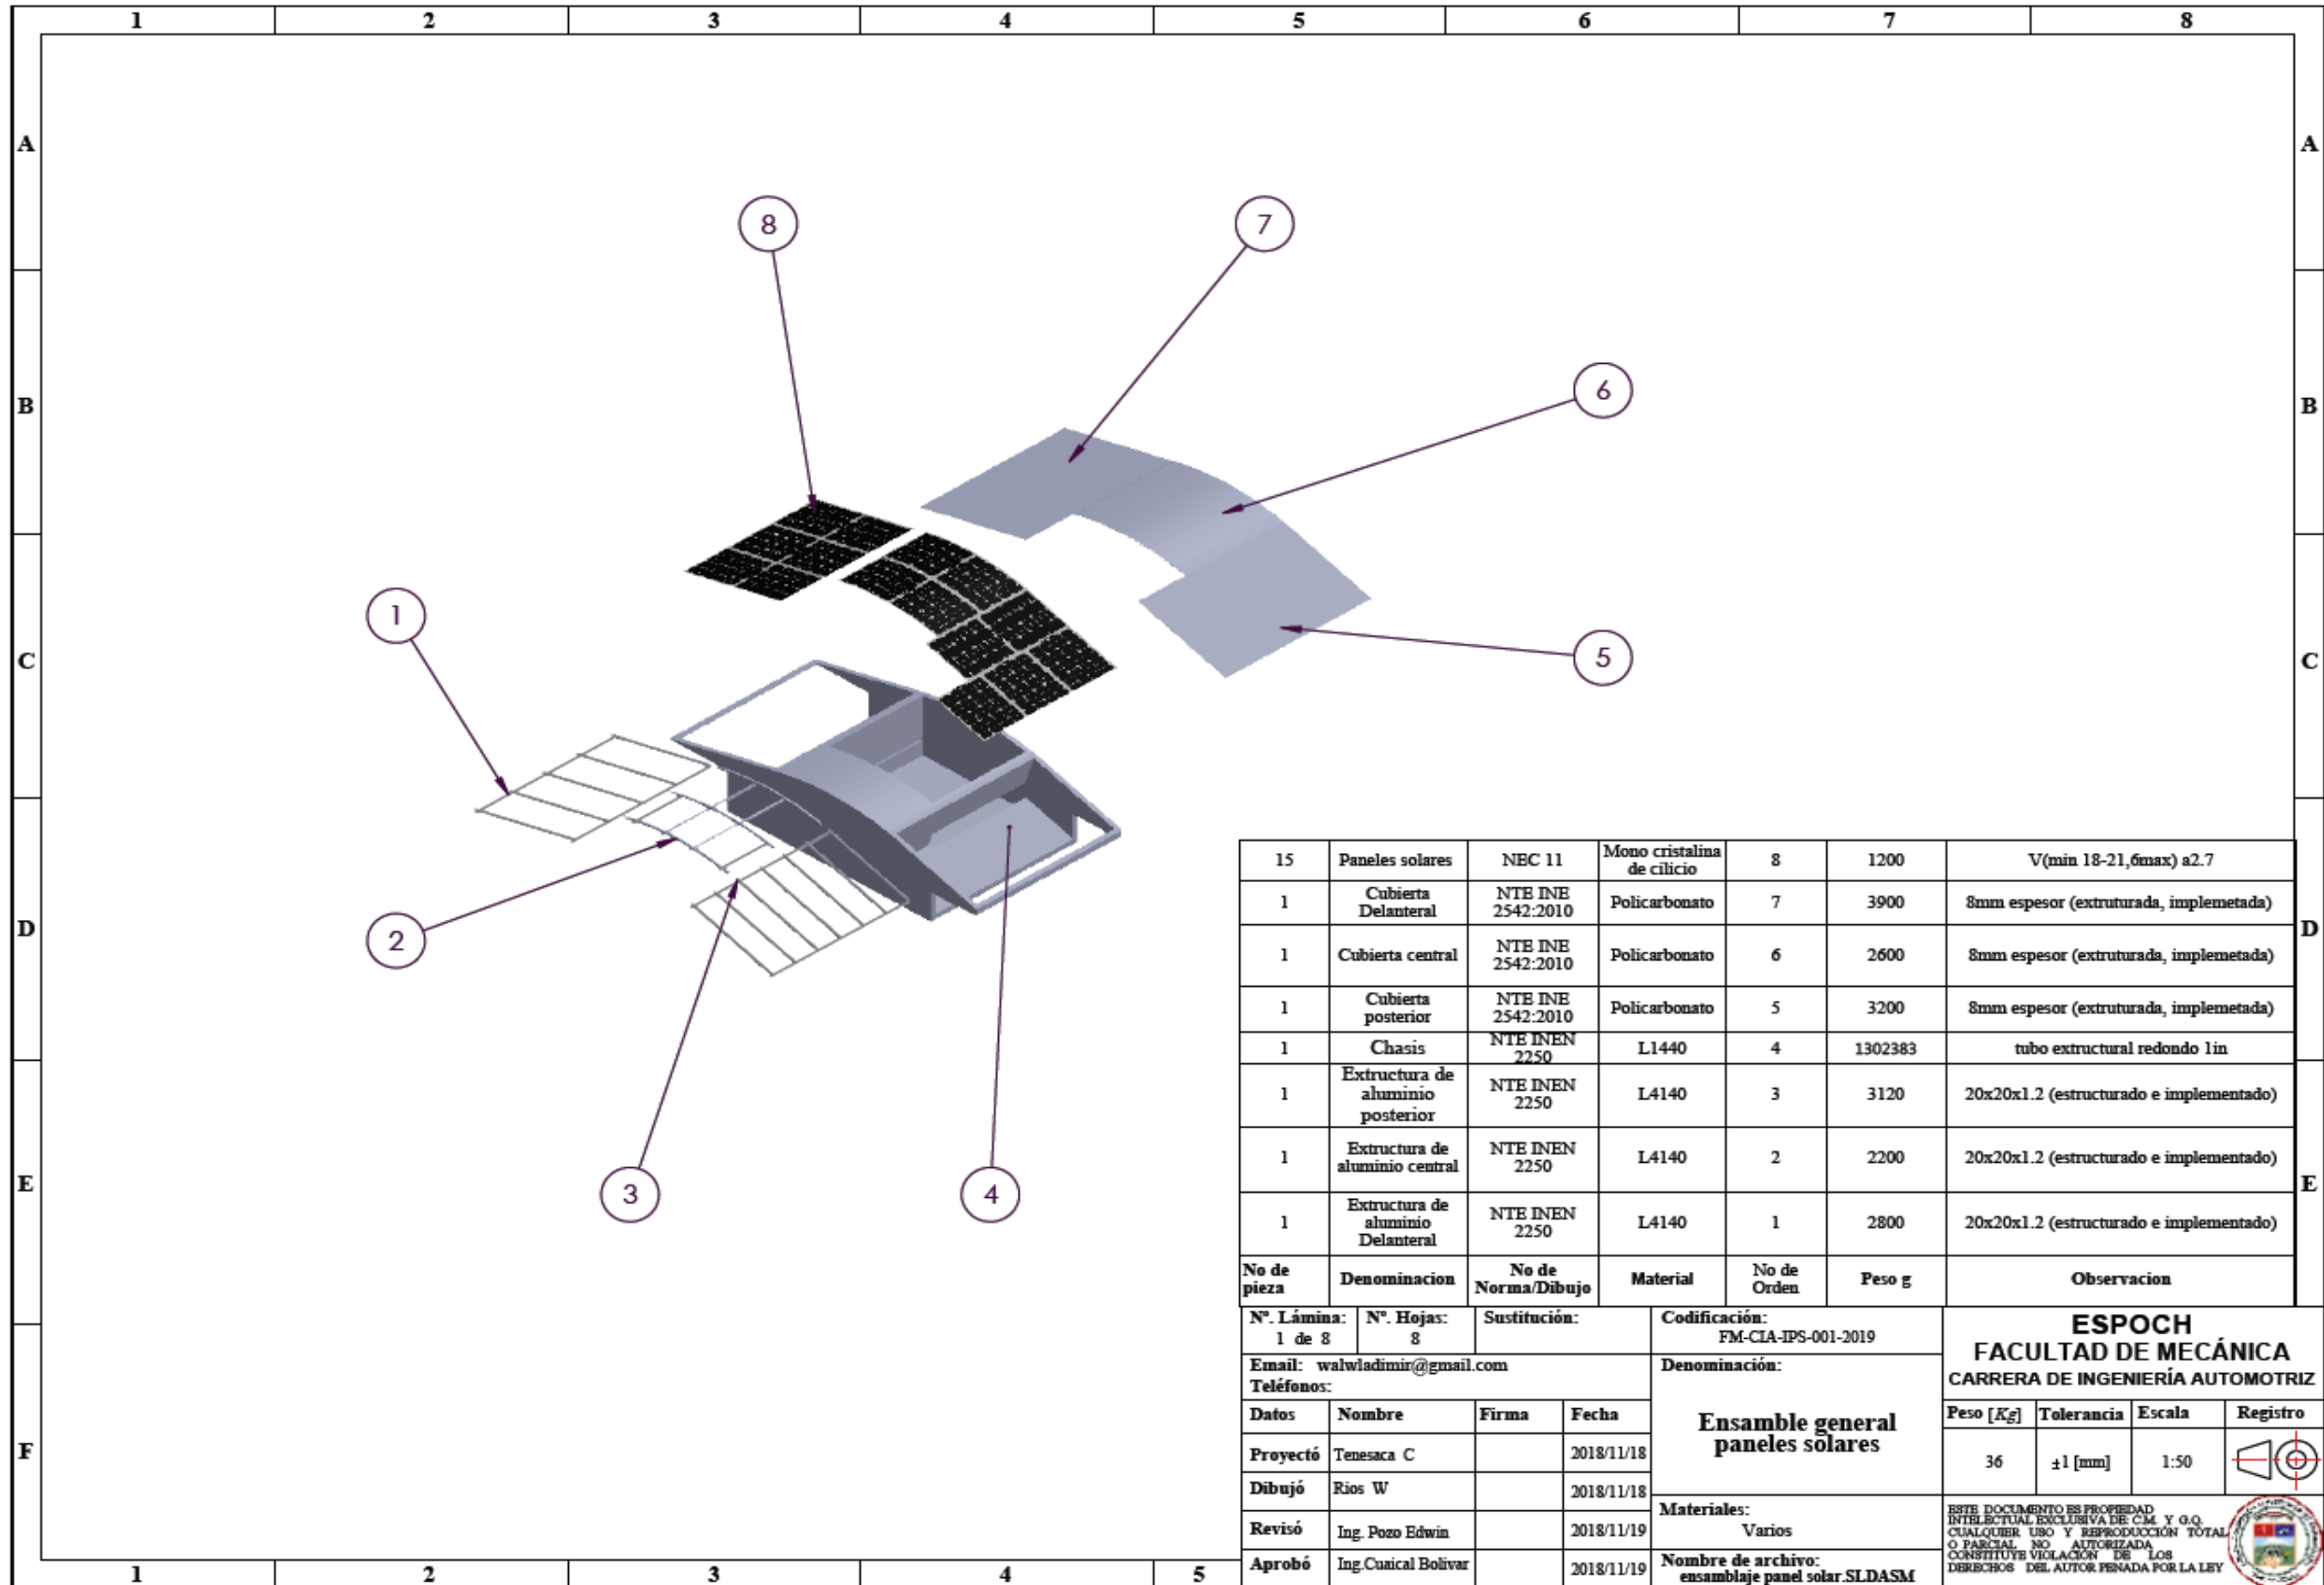 1 2 3 4 5 6 7 8
A A
8 7
6
B B
1
5
C C
2
D D
3 4
E E
F
15 Paneles solares NEC 11 Mono cristalina de cilicio 8 1200 V(min 18-21,6max) a2.7
1 Cubierta Delanteral NTE INE 2542:2010 Policarbonato 7 3900 8mm espesor (extruturada, implemetada)
1 Cubierta central NTE INE 2542:2010 Policarbonato 6 2600 8mm espesor (extruturada, implemetada)
1 Cubierta posterior NTE INE 2542:2010 Policarbonato 5 3200 8mm espesor (extruturada, implemetada)
1 Chasis NTE INEN 2250 L1440 4 1302383 tubo extructural redondo 1in
1 Extructura de aluminio posterior NTE INEN 2250 L4140 3 3120 20x20x1.2 (estructurado e implementado)
1 Extructura de aluminio central NTE INEN 2250 L4140 2 2200 20x20x1.2 (estructurado e implementado)
1 Extructura de aluminio Delanteral NTE INEN 2250 L4140 1 2800 20x20x1.2 (estructurado e implementado)
No de pieza Denominacion No de Norma/Dibujo Material No de Orden Peso g Observacion
Nº. Lámina: 1 de 8 Nº. Hojas: 8 Sustitución: Codificación: FM-CIA-IPS-001-2019
Email: walwladimir@gmail.com
Teléfonos:
Datos Nombre Firma Fecha
Proyectó Tenesaca C 2018/11/18
Dibujó Rios W 2018/11/18
Revisó Ing. Pozo Edwin 2018/11/19
Aprobó Ing.Cuaical Bolivar 2018/11/19
Denominación:
Ensamble general
paneles solares
Materiales:
Varios
Nombre de archivo:
ensamblaje panel solar.SLDASM
ESPOCH
FACULTAD DE MECÁNICA
CARRERA DE INGENIERÍA AUTOMOTRIZ
Peso [Kg] Tolerancia Escala Registro
36 ±1 [mm] 1:50
ESTE DOCUMENTO ES PROPIEDAD
INTELECTUAL EXCLUSIVA DE: C.M. Y G.Q.
CUALQUIER USO Y REPRODUCCIÓN TOTAL
O PARCIAL NO AUTORIZADA
CONSTITUYE VIOLACIÓN DE LOS
DERECHOS DEL AUTOR PENADA POR LA LEY
1 2 3 4 5